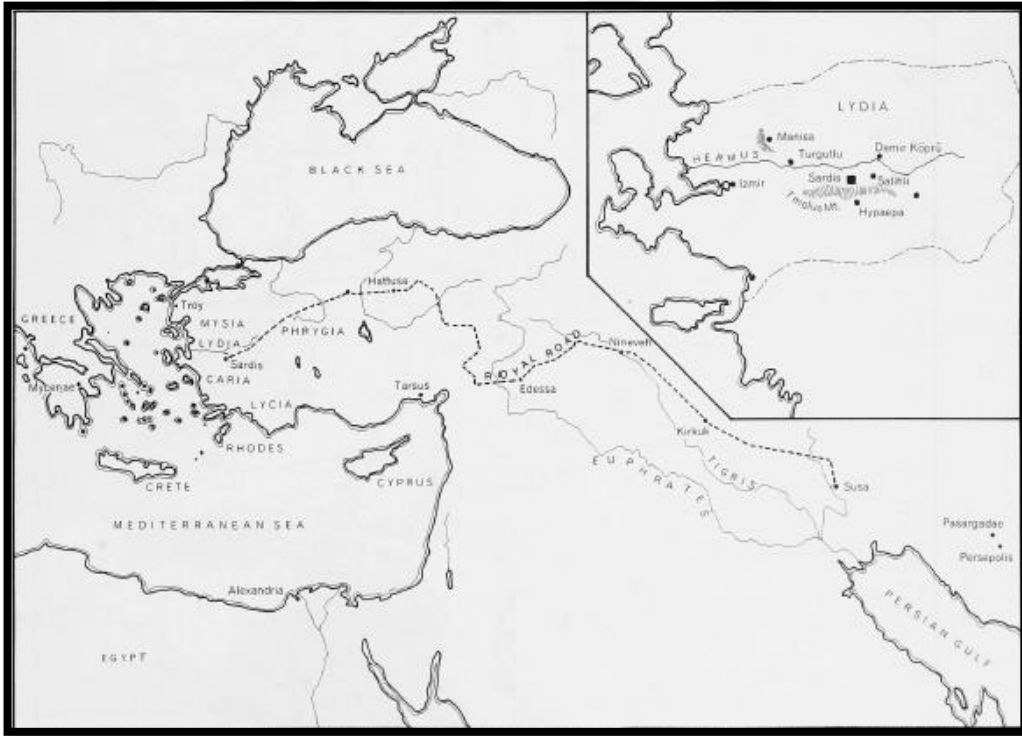 BLACK SEA
GREECE
Troy
MYSIA
LYDIA
Sardis
PHRYGIA
Hattusa
CARIA
Mycenae
LYCIA
Tarsus
RHODES
CRETE
CYPRUS
MEDITERRANEAN SEA
Alexandria
EGYPT
ROYAL ROAD
Edessa
Nineveh
Kirkuk
TIGRIS
EUPHRATES
Susa
Pasargadae
Persepolis
PERSIAN GULF
LYDIA
Manisa
HERMUS
Turgutlu
Demir Köprü
Izmir
Sardis
Salihli
Tmolus Mt.
Hypaepa